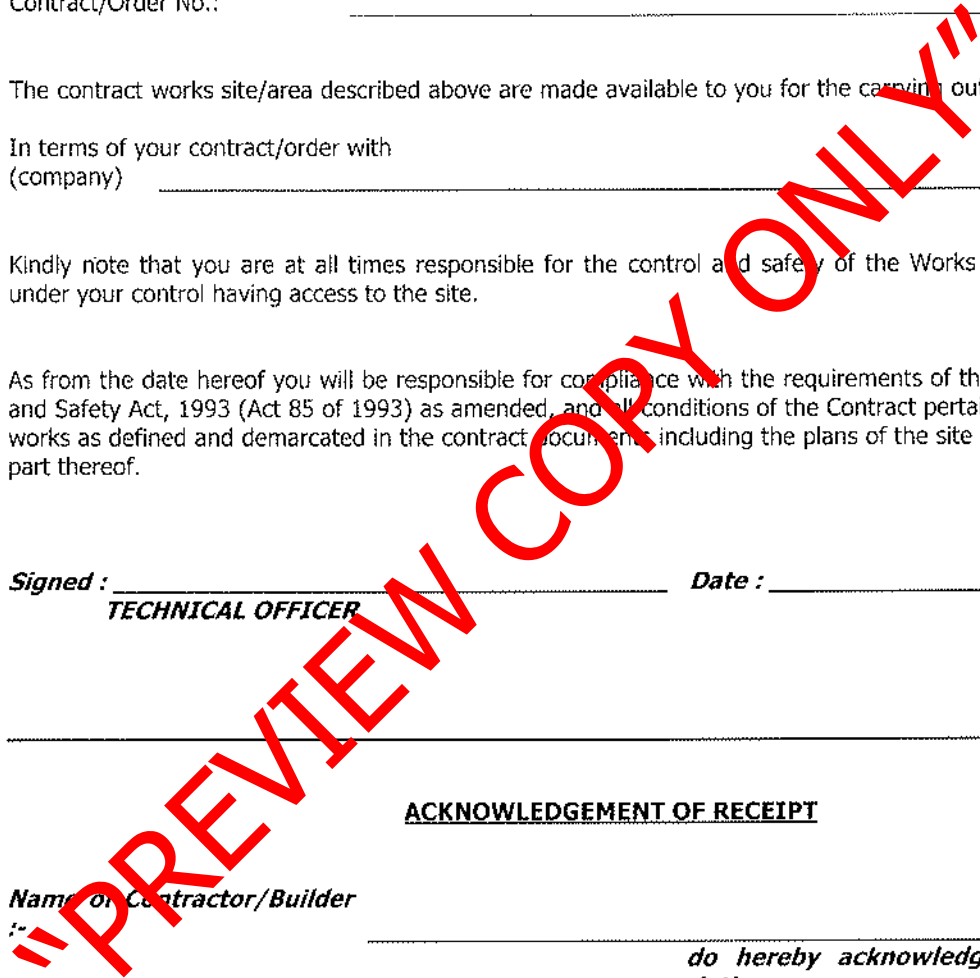 Contract/Order No.:
The contract works site/area described above are made available to you for the carrying out
In terms of your contract/order with
(company)
Kindly note that you are at all times responsible for the control and safety of the Works
under your control having access to the site.
As from the date hereof you will be responsible for compliance with the requirements of
and Safety Act, 1993 (Act 85 of 1993) as amended, and all conditions of the Contract
works as defined and demarcated in the contract documents including the plans of the site
part thereof.
Signed : Date :
TECHNICAL OFFICER
ACKNOWLEDGEMENT OF RECEIPT
Name of Contractor/Builder
:-
do hereby acknowledg
"PREVIEW COPY ONLY"